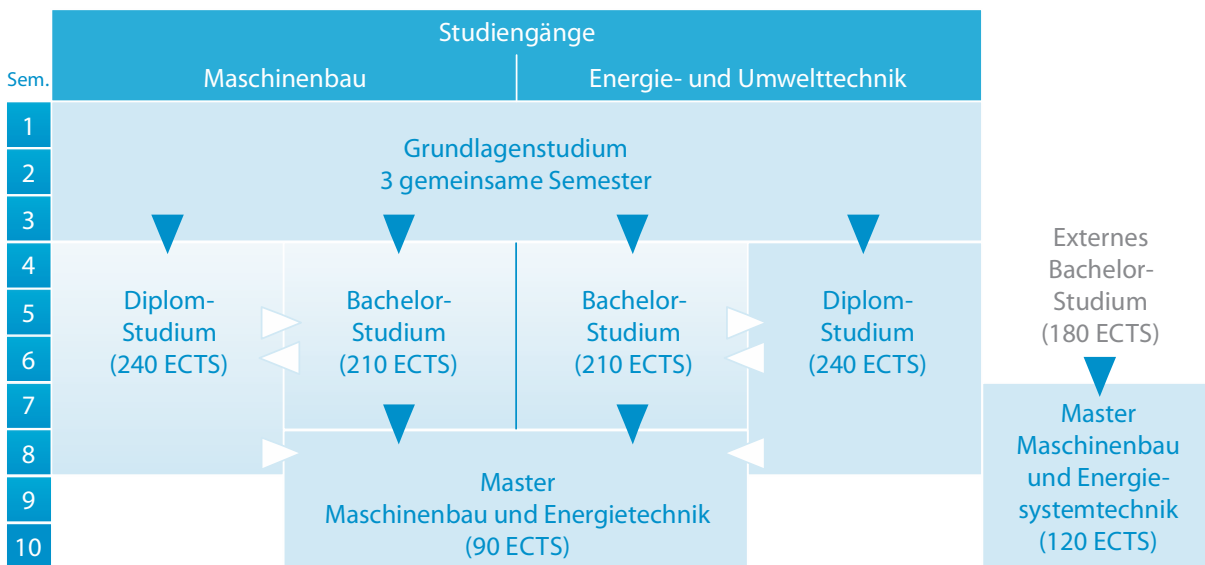 Studiengänge
Sem.
Maschinenbau
Energie- und Umwelttechnik
1
2
3
Grundlagenstudium
3 gemeinsame Semester
4
5
6
7
8
9
10
Diplom-
Studium
(240 ECTS)
Bachelor-
Studium
(210 ECTS)
Bachelor-
Studium
(210 ECTS)
Diplom-
Studium
(240 ECTS)
Externes
Bachelor-
Studium
(180 ECTS)
Master
Maschinenbau und Energietechnik
(90 ECTS)
Master
Maschinenbau
und Energie-
systemtechnik
(120 ECTS)